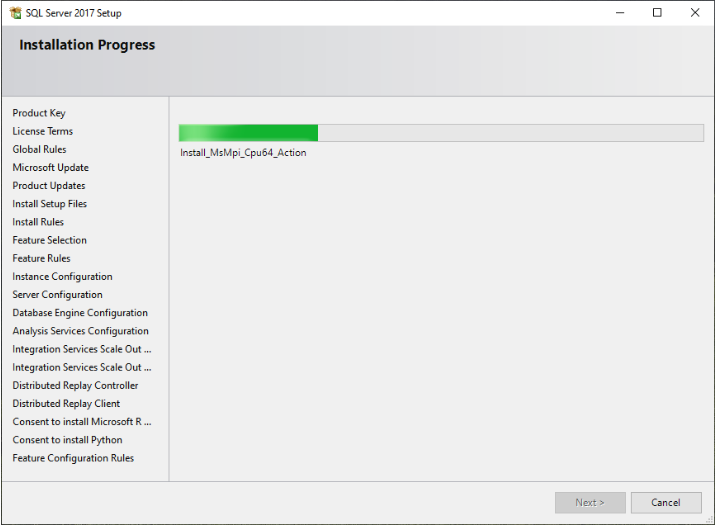 SQL Server 2017 Setup
Installation Progress
Product Key
License Terms
Global Rules
Microsoft Update
Product Updates
Install Setup Files
Install Rules
Feature Selection
Feature Rules
Instance Configuration
Server Configuration
Database Engine Configuration
Analysis Services Configuration
Integration Services Scale Out ...
Integration Services Scale Out ...
Distributed Replay Controller
Distributed Replay Client
Consent to install Microsoft R ...
Consent to install Python
Feature Configuration Rules
Install_MsMpi_Cpu64_Action
Next >
Cancel